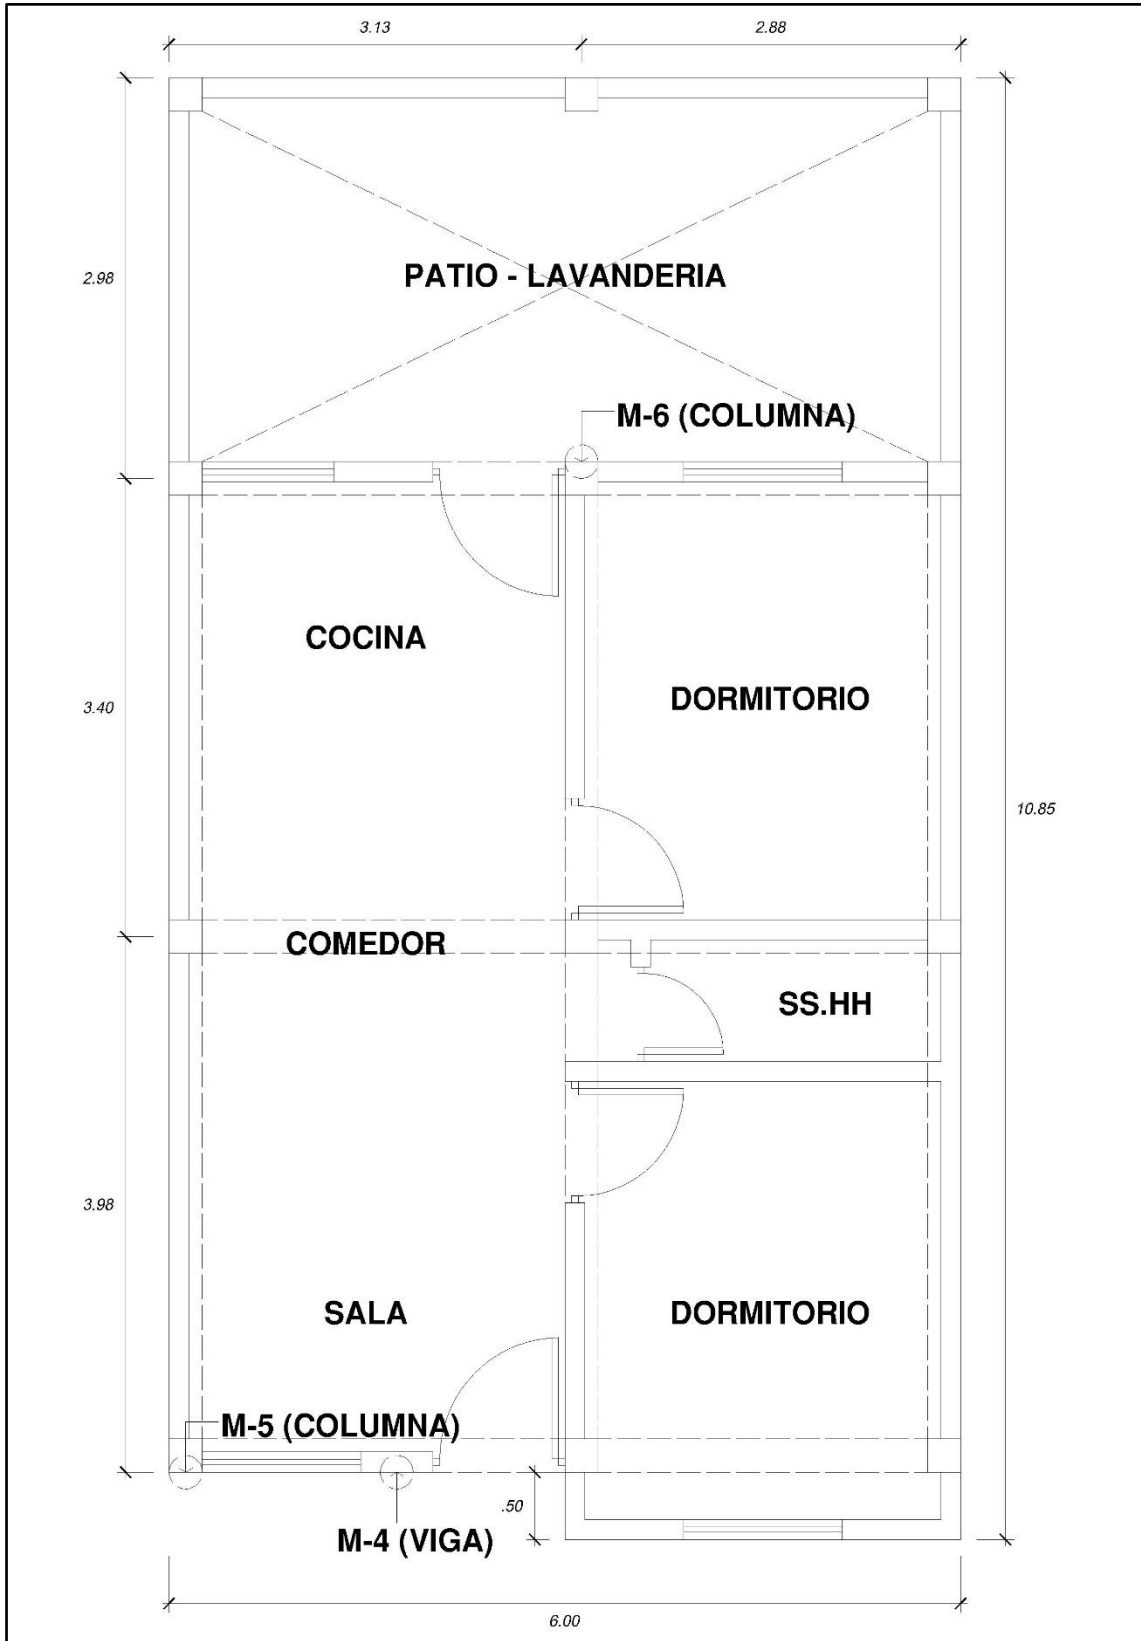 3.13
2.88
2.98
PATIO - LAVANDERIA
M-6 (COLUMNA)
COCINA
3.40
DORMITORIO
10.85
COMEDOR
SS.HH
3.98
SALA
DORMITORIO
M-5 (COLUMNA)
.50
M-4 (VIGA)
6.00